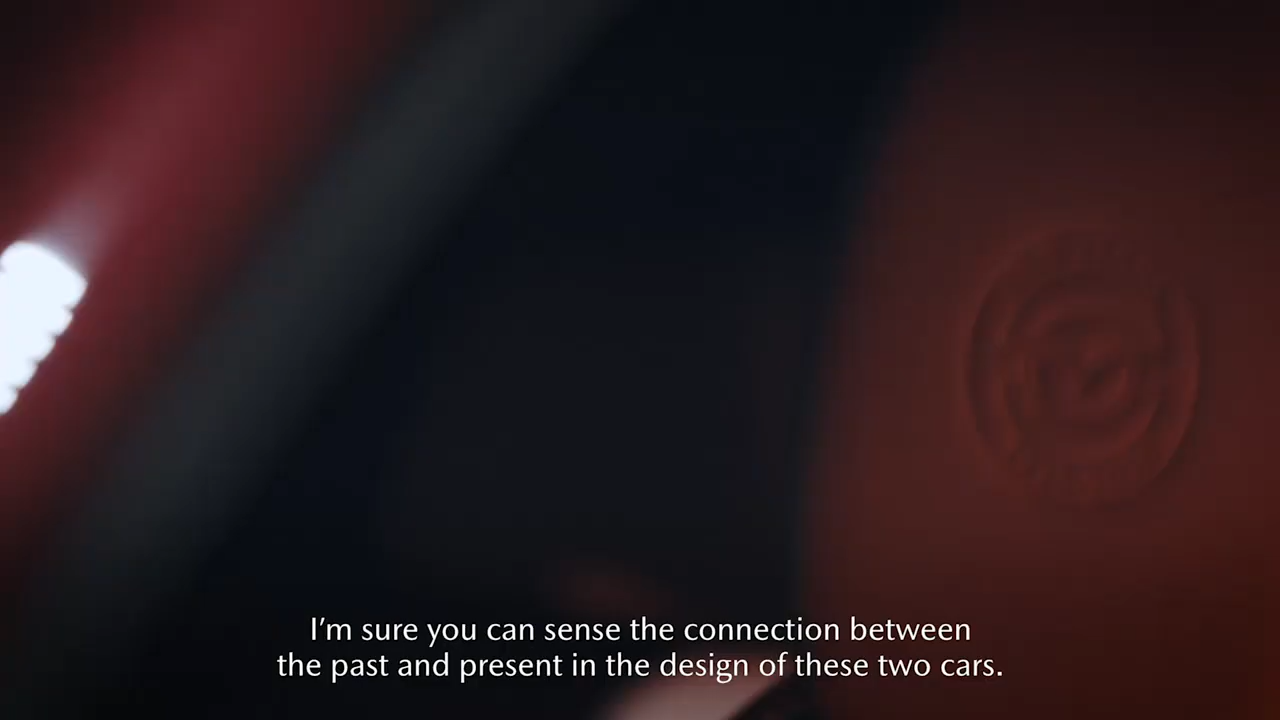 I'm sure you can sense the connection between
the past and present in the design of these two cars.